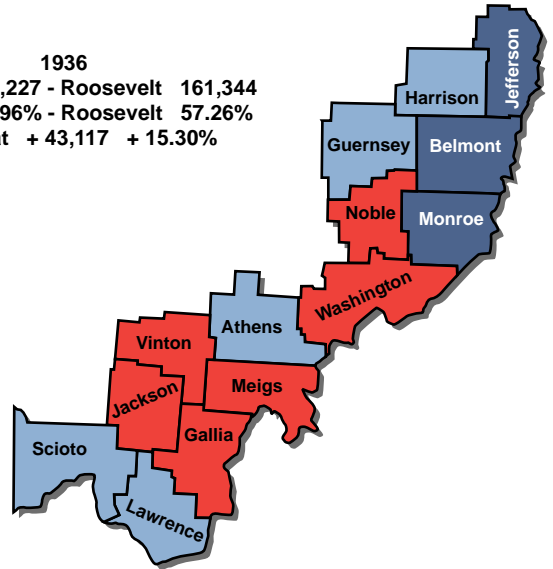 1936
,227 - Roosevelt 161,344
96% - Roosevelt 57.26%
+ 43,117 + 15.30%
Jefferson
Harrison
Guernsey
Belmont
Noble
Monroe
Washington
Athens
Vinton
Meigs
Jackson
Gallia
Scioto
Lawrence